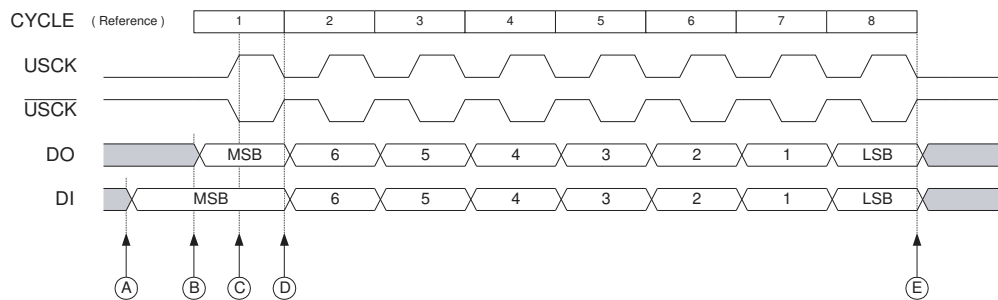 CYCLE ( Reference ) 1 2 3 4 5 6 7 8
USCK
USCK
DO MSB 6 5 4 3 2 1 LSB
DI MSB 6 5 4 3 2 1 LSB
A B C D E